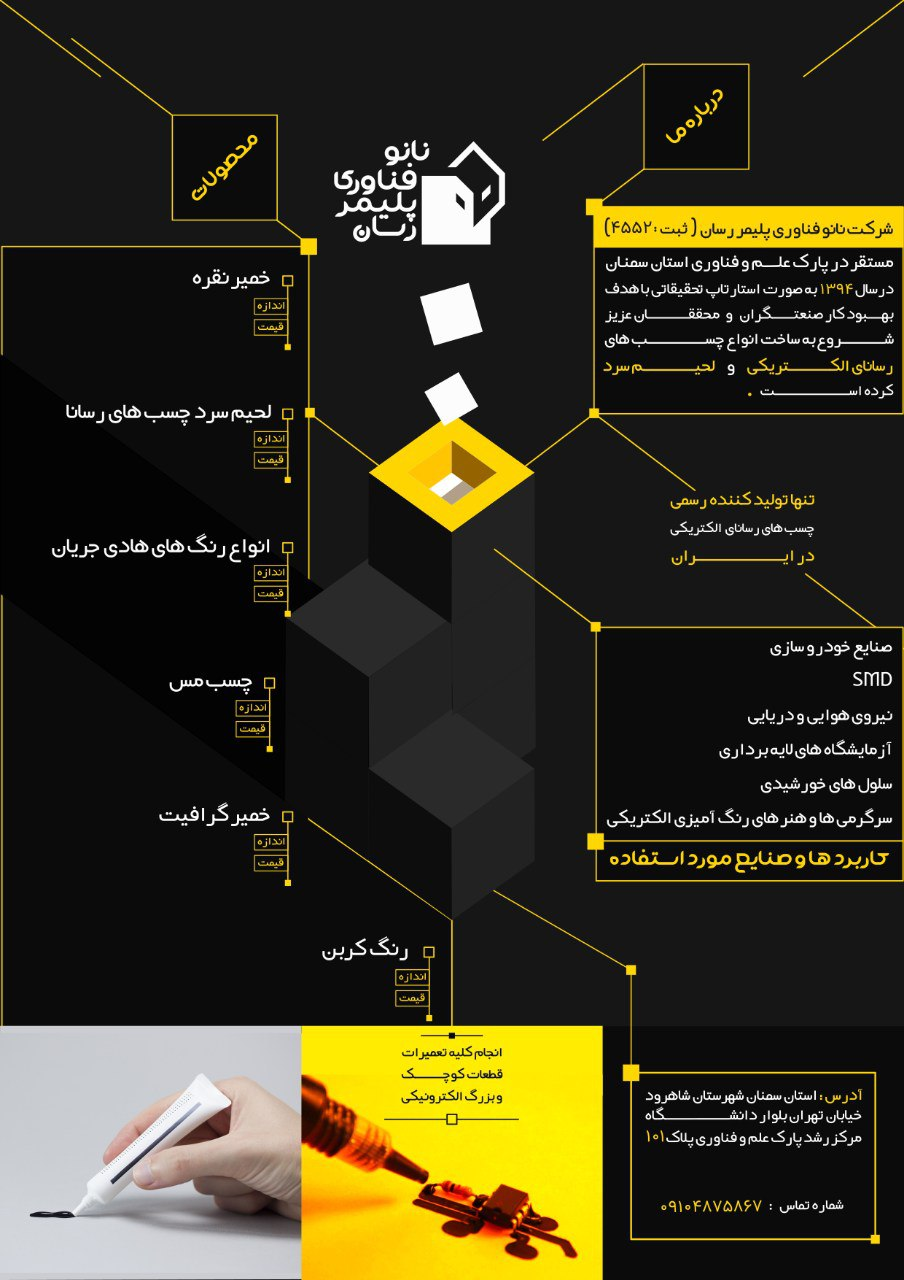 درباره ما
محصولات
نانو
فناوری
پلیمر
رسان
شرکت نانو فناوری پلیمر رسان ( ثبت : ۴۵۵۲)
مستقر در پارک علم و فناوری استان سمنان
در سال ۱۳۹۴ به صورت استارتاپ تحقیقاتی با هدف
بهبود کار صنعتگران و محققان عزیز
شروع به ساخت انواع چسب های
رسانای الکتریکی و لحیم سرد
کرده است .
تنها تولید کننده رسمی
چسب های رسانای الکتریکی
در ایران
صنایع خودرو سازی
SMD
نیروی هوایی و دریایی
آزمایشگاه های لایه برداری
سلول های خورشیدی
سرگرمی ها و هنر های رنگ آمیزی الکتریکی
کاربرد ها و صنایع مورد استفاده
خمیر نقره
اندازه
قیمت
لحیم سرد چسب های رسانا
اندازه
قیمت
انواع رنگ های هادی جریان
اندازه
قیمت
چسب مس
اندازه
قیمت
خمیر گرافیت
اندازه
قیمت
رنگ کربن
اندازه
قیمت
انجام کلیه تعمیرات
قطعات کوچک
و بزرگ الکترونیکی
آدرس : استان سمنان شهرستان شاهرود
خیابان تهران بلوار دانشگاه
مرکز رشد پارک علم و فناوری پلاک ۱۰۱
شماره تماس : ۰۹۱۰۴۸۷۵۸۶۷